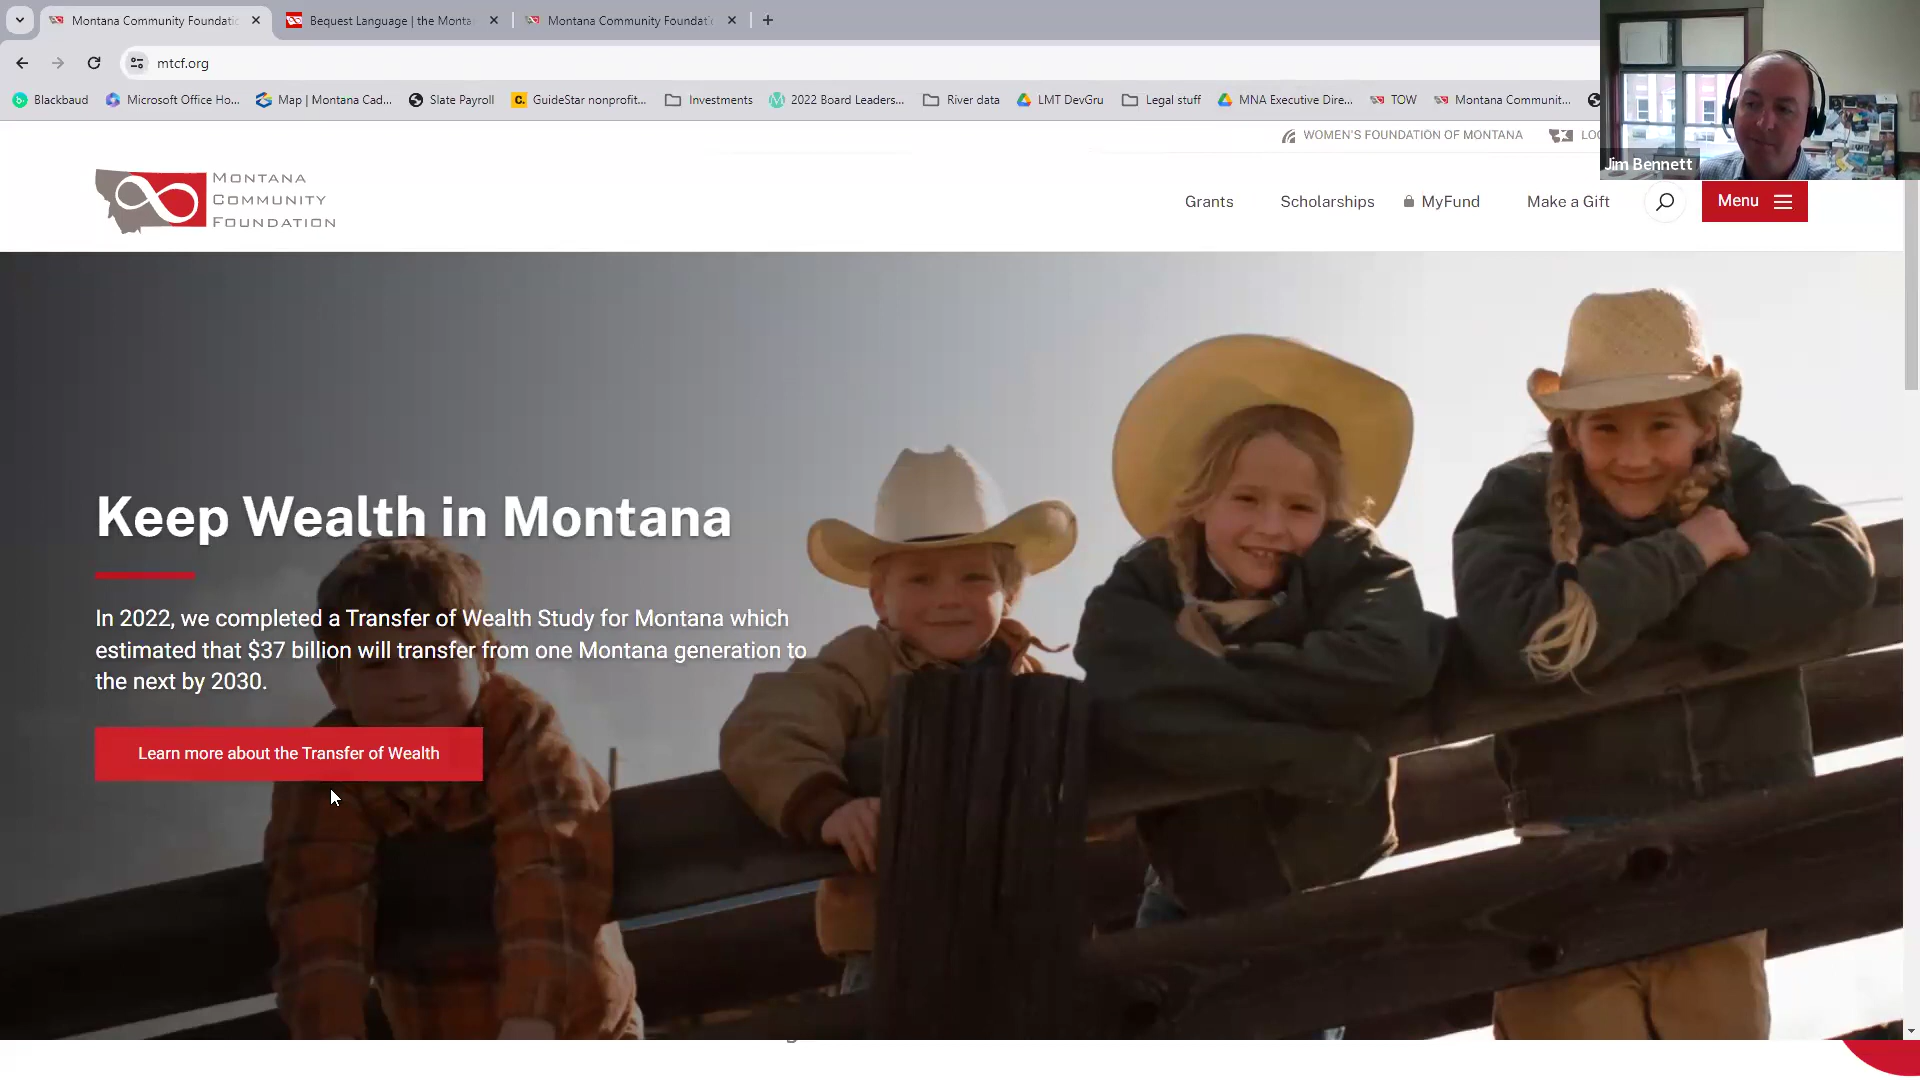 Montana Community Foundatio
Bequest Language | the Monta
Montana Community Foundat
mtcf.org
Blackbaud
Microsoft Office Ho...
Map | Montana Cad...
Slate Payroll
GuideStar nonprofit...
Investments
2022 Board Leaders...
River data
LMT DevGru
Legal stuff
MNA Executive Dire...
TOW
Montana Communit...
WOMEN'S FOUNDATION OF MONTANA
LO
Jim Bennett
MONTANA
COMMUNITY
FOUNDATION
Grants
Scholarships
MyFund
Make a Gift
Menu
Keep Wealth in Montana
In 2022, we completed a Transfer of Wealth Study for Montana which
estimated that $37 billion will transfer from one Montana generation to
the next by 2030.
Learn more about the Transfer of Wealth